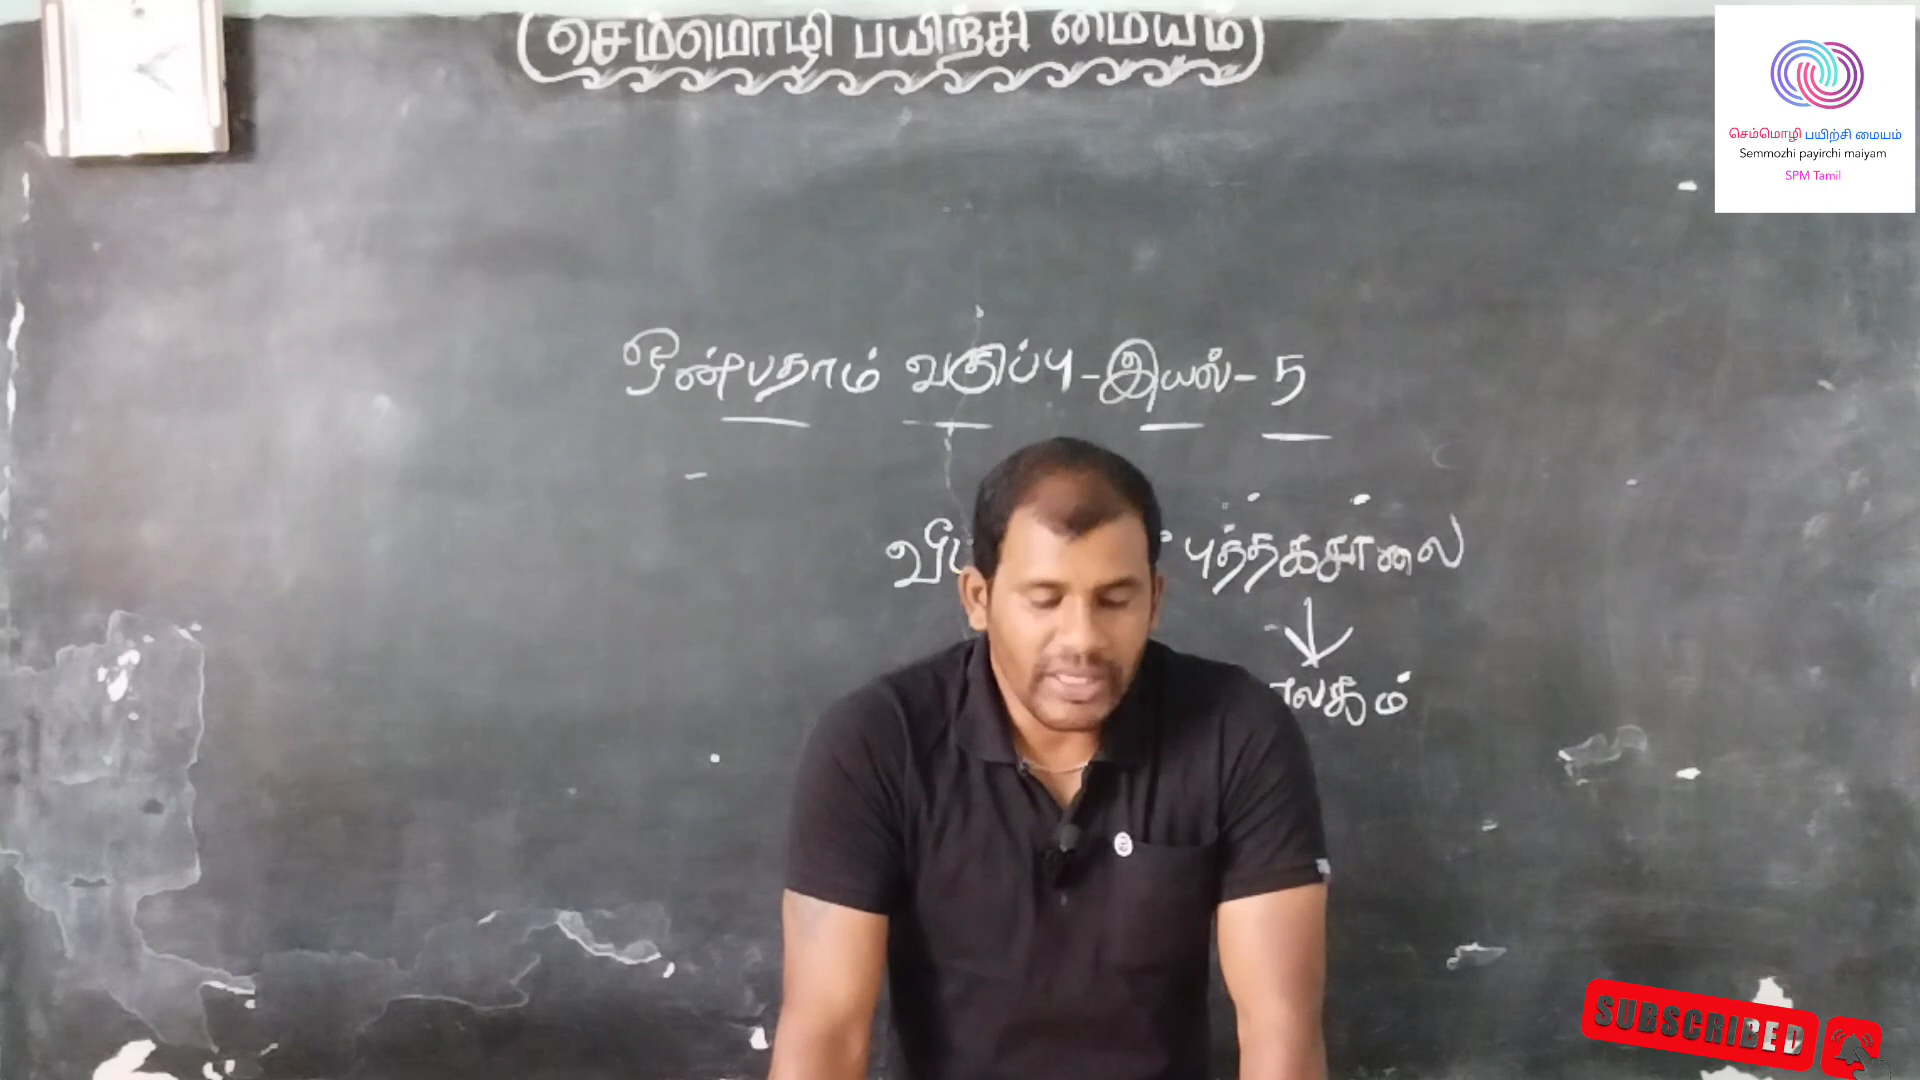 (செம்மொழி பயிற்சி மையம்)
செம்மொழி பயிற்சி மையம்
Semmozhi payirchi maiyam
SPM Tamil
ஒன்பதாம் வகுப்பு - இயல் - 5
புத்தகசாலை
SUBSCRIBED